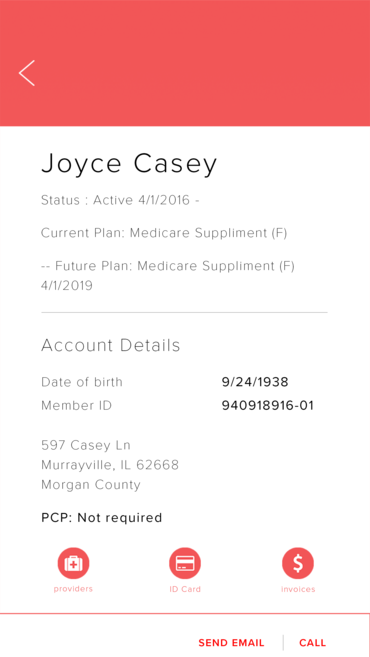 Joyce Casey
Status : Active 4/1/2016 -
Current Plan: Medicare Suppliment (F)
-- Future Plan: Medicare Suppliment (F)
4/1/2019
Account Details
Date of birth 9/24/1938
Member ID 940918916-01
597 Casey Ln
Murrayville, IL 62668
Morgan County
PCP: Not required
providers ID Card invoices
SEND EMAIL CALL